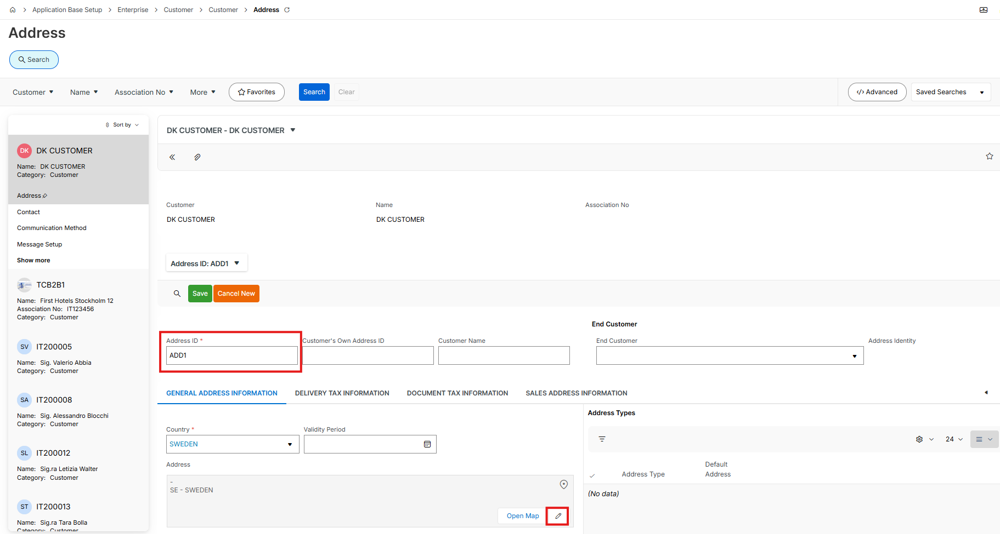 Application Base Setup > Enterprise > Customer > Customer > Address
Address
Search
Customer Name Association No More Favorites Search Clear Advanced Saved Searches
Sort by
DK DK CUSTOMER
Name: DK CUSTOMER
Category: Customer
Address
Contact
Communication Method
Message Setup
Show more
TCB2B1
Name: First Hotels Stockholm 12
Association No: IT123456
Category: Customer
SV IT200005
Name: Sig. Valerio Abbia
Category: Customer
SA IT200008
Name: Sig. Alessandro Blocchi
Category: Customer
SL IT200012
Name: Sig.ra Letizia Walter
Category: Customer
ST IT200013
Name: Sig.ra Tara Bolla
Category: Customer
DK CUSTOMER - DK CUSTOMER
Customer Name Association No
DK CUSTOMER DK CUSTOMER
Address ID: ADD1
Save Cancel New
End Customer
Address ID * Customer's Own Address ID Customer Name End Customer Address Identity
ADD1
GENERAL ADDRESS INFORMATION DELIVERY TAX INFORMATION DOCUMENT TAX INFORMATION SALES ADDRESS INFORMATION
Country * Validity Period
SWEDEN
Address
-
SE - SWEDEN
Open Map
Address Types
24
Address Type Default Address
(No data)